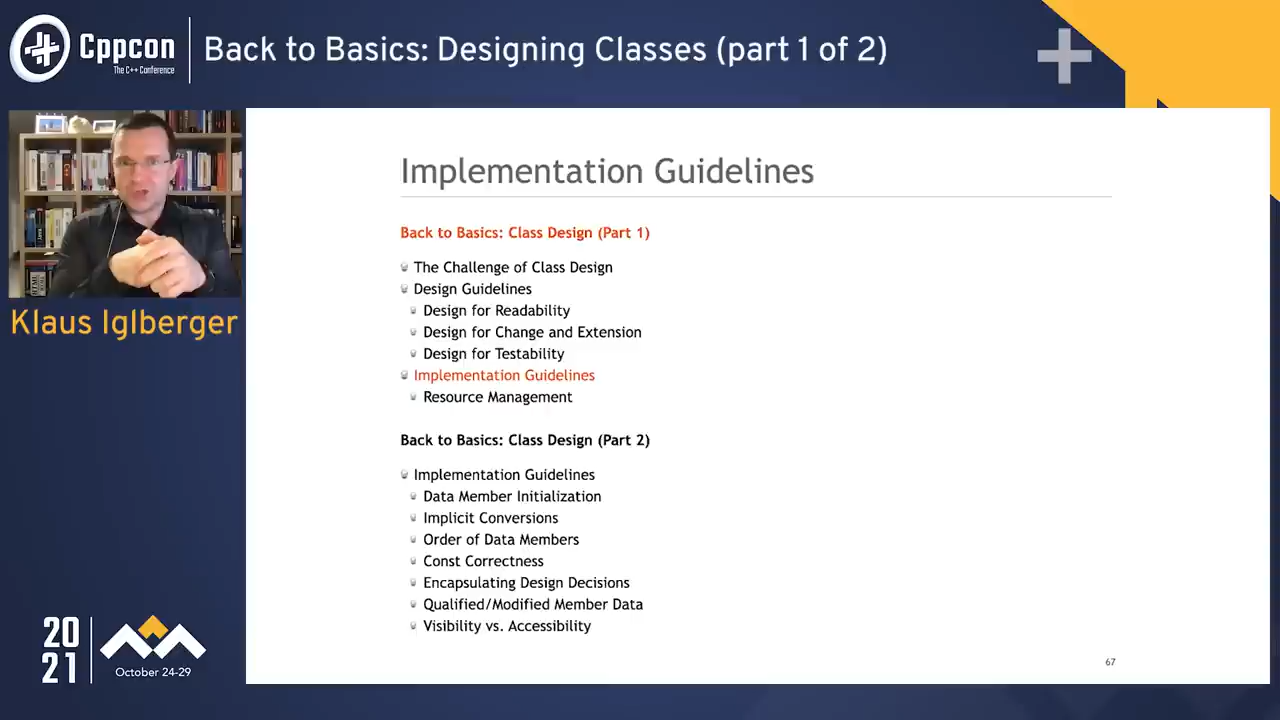 Cppcon
The C++ Conference
Back to Basics: Designing Classes (part 1 of 2)
Klaus Iglberger
Implementation Guidelines
Back to Basics: Class Design (Part 1)
The Challenge of Class Design
Design Guidelines
Design for Readability
Design for Change and Extension
Design for Testability
Implementation Guidelines
Resource Management
Back to Basics: Class Design (Part 2)
Implementation Guidelines
Data Member Initialization
Implicit Conversions
Order of Data Members
Const Correctness
Encapsulating Design Decisions
Qualified/Modified Member Data
Visibility vs. Accessibility
67
20
21
October 24-29